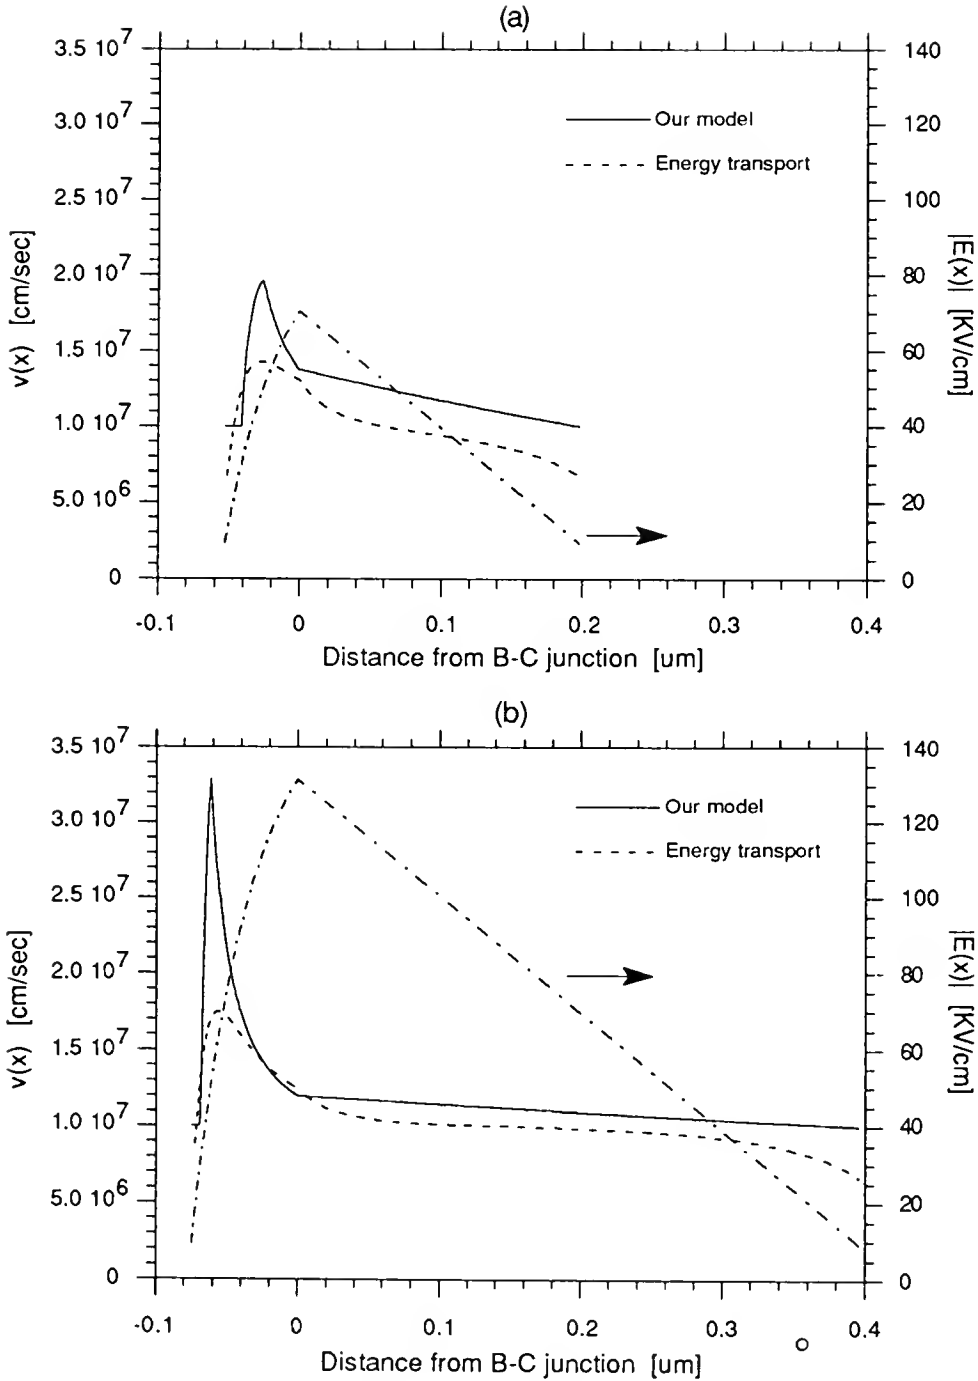 (a)
3.5 10^7
3.0 10^7
2.5 10^7
2.0 10^7
1.5 10^7
1.0 10^7
5.0 10^6
0
v(x) [cm/sec]
Our model
Energy transport
140
120
100
80
60
40
20
0
|E(x)| [KV/cm]
-0.1 0 0.1 0.2 0.3 0.4
Distance from B-C junction [um]
(b)
3.5 10^7
3.0 10^7
2.5 10^7
2.0 10^7
1.5 10^7
1.0 10^7
5.0 10^6
0
v(x) [cm/sec]
Our model
Energy transport
140
120
100
80
60
40
20
0
|E(x)| [KV/cm]
-0.1 0 0.1 0.2 0.3 0.4
Distance from B-C junction [um]